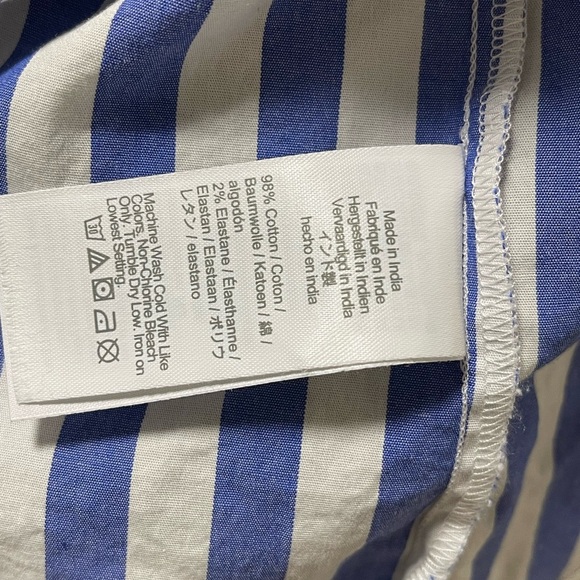 Made in India
Fabriqué en Inde
Hergestellt in Indien
Vervaardigd in India
インド製
hecho en india
98% Cotton / Coton /
Baumwolle / Katoen / 綿 /
algodón
2% Elastane / Élasthanne /
Elastan / Elastaan / ポリウ
レタン / elastano
Machine Wash Cold With Like
Colors. Non-Chlorine Bleach
Only. Tumble Dry Low. Iron on
Lowest Setting.
30